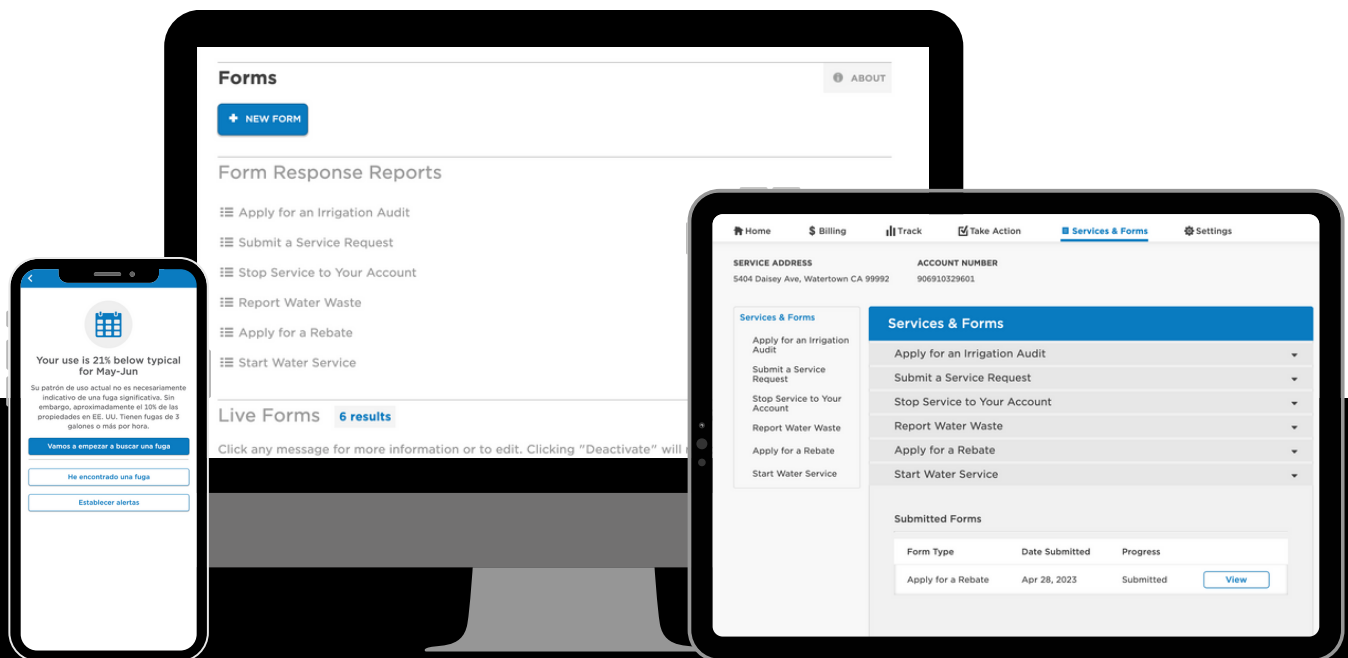 Forms
ABOUT
NEW FORM
Form Response Reports
Apply for an Irrigation Audit
Submit a Service Request
Stop Service to Your Account
Report Water Waste
Apply for a Rebate
Start Water Service
Live Forms 6 results
Click any message for more information or to edit. Clicking "Deactivate" will
Your use is 21% below typical
for May-Jun
Su patrón de uso actual no es necesariamente
indicativo de una fuga significativa. Sin
embargo, aproximadamente el 10% de las
propiedades en EE. UU. Tienen fugas de 3
galones o más por hora.
Vamos a empezar a buscar una fuga
He encontrado una fuga
Establecer alertas
Home $ Billing Track Take Action Services & Forms Settings
SERVICE ADDRESS ACCOUNT NUMBER
5404 Daisey Ave, Watertown CA 99992 906910329601
Services & Forms
Apply for an Irrigation
Audit
Submit a Service
Request
Stop Service to Your
Account
Report Water Waste
Apply for a Rebate
Start Water Service
Services & Forms
Apply for an Irrigation Audit
Submit a Service Request
Stop Service to Your Account
Report Water Waste
Apply for a Rebate
Start Water Service
Submitted Forms
Form Type Date Submitted Progress
Apply for a Rebate Apr 28, 2023 Submitted View